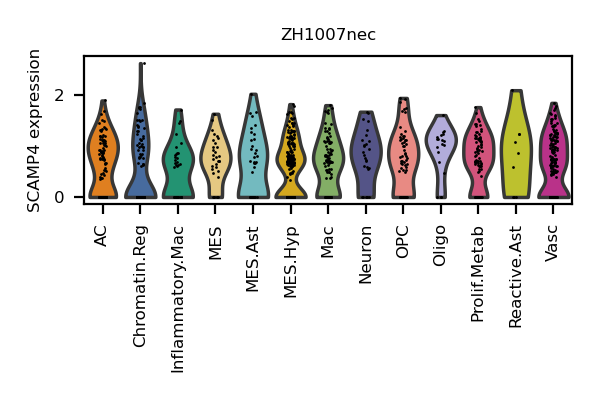 ZH1007nec
SCAMP4 expression
2
0
AC
Chromatin.Reg
Inflammatory.Mac
MES
MES.Ast
MES.Hyp
Mac
Neuron
OPC
Oligo
Prolif.Metab
Reactive.Ast
Vasc